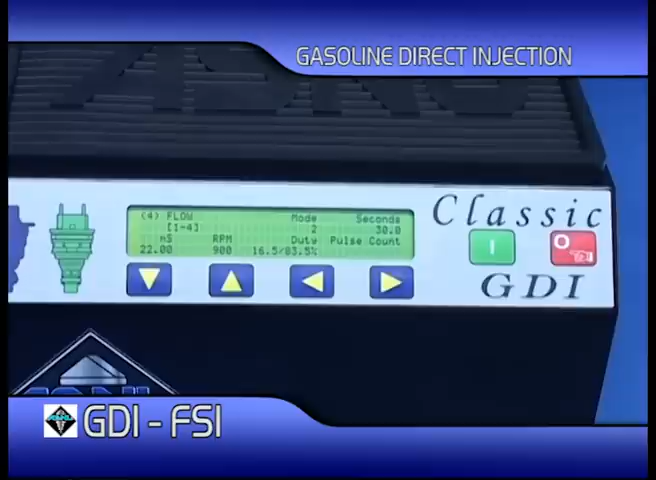 GASOLINE DIRECT INJECTION
(4) FLOW Mode Seconds
[1-4] 2 30.0
mS RPM Duty Pulse Count
22.00 900 16.5/83.5%
Classic
I O
GDI
GDI - FSI